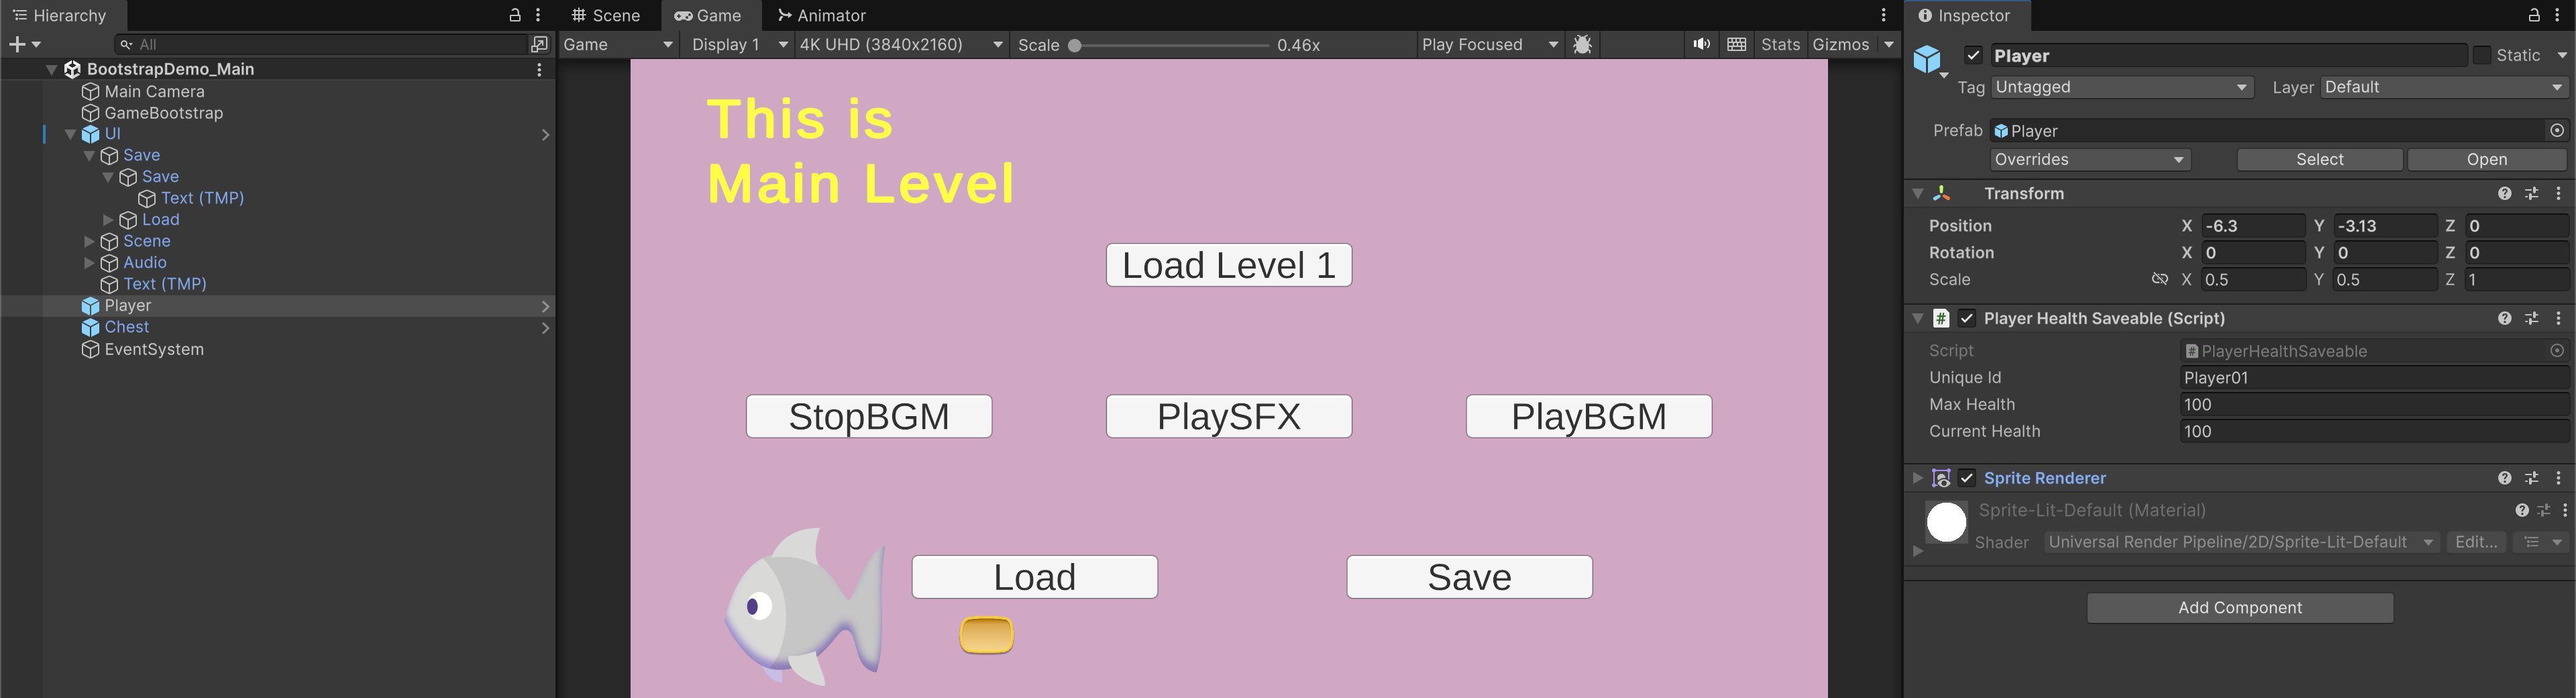 Hierarchy
All
BootstrapDemo_Main
Main Camera
GameBootstrap
UI
Save
Save
Text (TMP)
Load
Scene
Audio
Text (TMP)
Player
Chest
EventSystem
Scene Game Animator
Game Display 1 4K UHD (3840x2160) Scale 0.46x Play Focused Stats Gizmos
This is
Main Level
Load Level 1
StopBGM PlaySFX PlayBGM
Load Save
Inspector
Player Static
Tag Untagged Layer Default
Prefab Player
Overrides Select Open
Transform
Position X -6.3 Y -3.13 Z 0
Rotation X 0 Y 0 Z 0
Scale X 0.5 Y 0.5 Z 1
# Player Health Saveable (Script)
Script # PlayerHealthSaveable
Unique Id Player01
Max Health 100
Current Health 100
Sprite Renderer
Sprite-Lit-Default (Material)
Shader Universal Render Pipeline/2D/Sprite-Lit-Default Edit...
Add Component